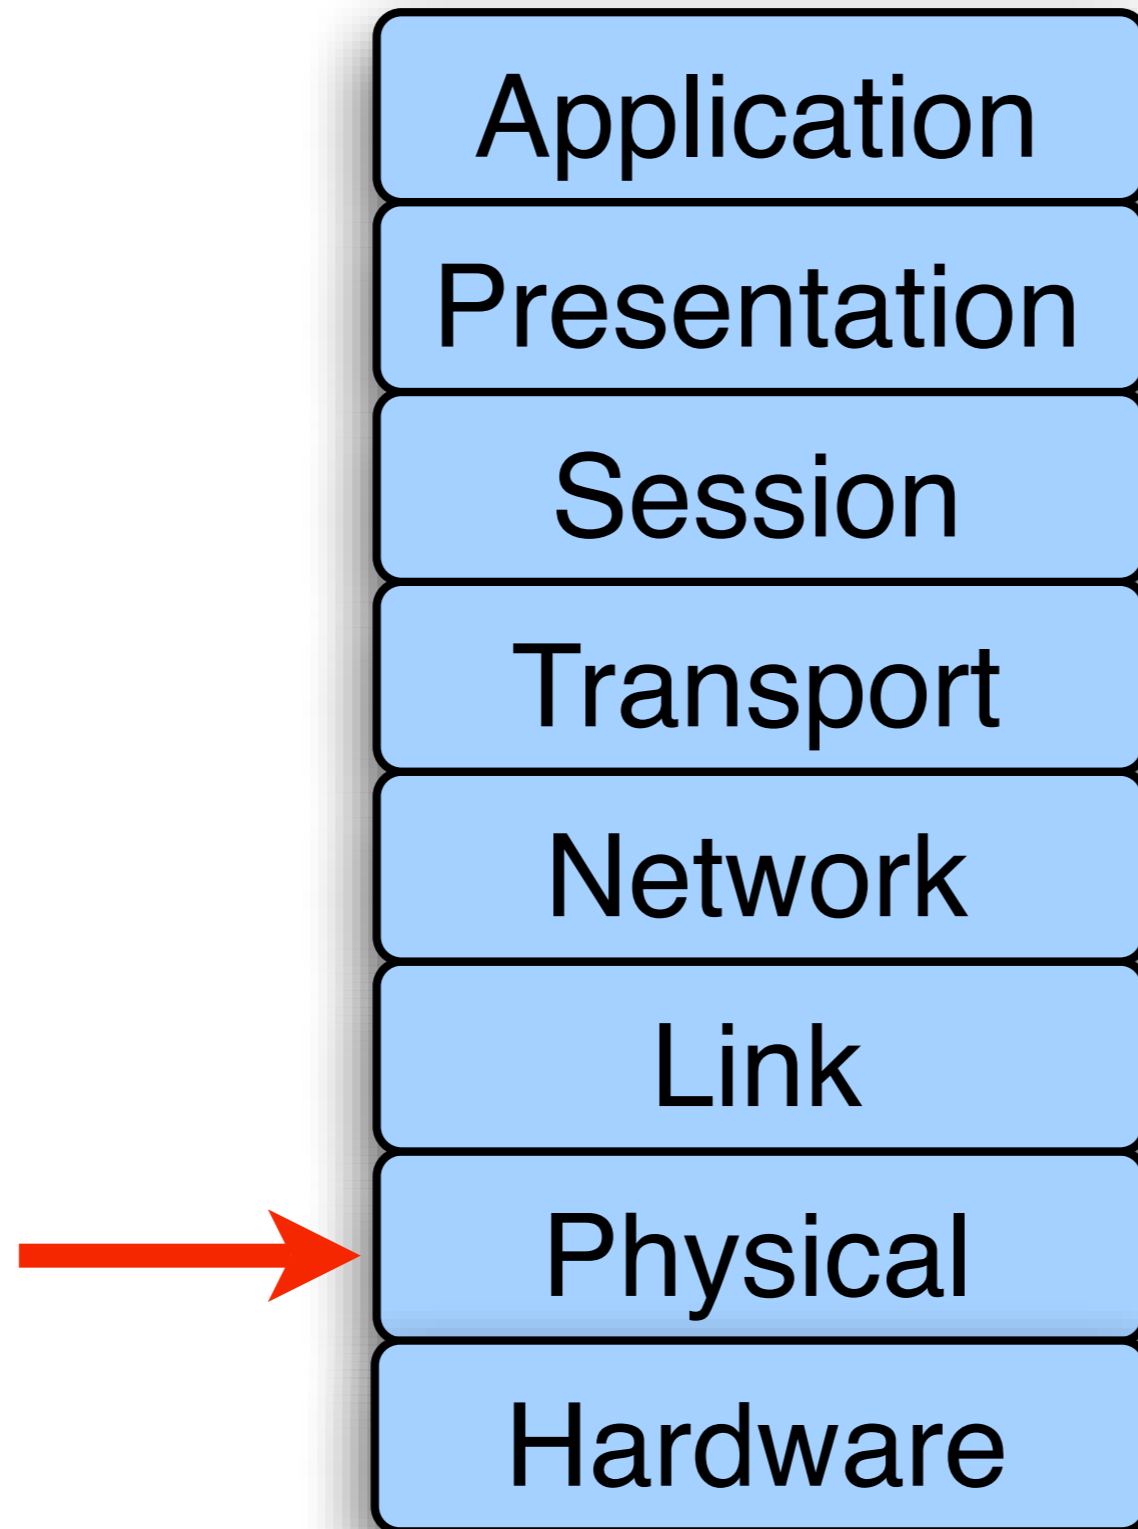 Application
Presentation
Session
Transport
Network
Link
Physical
Hardware